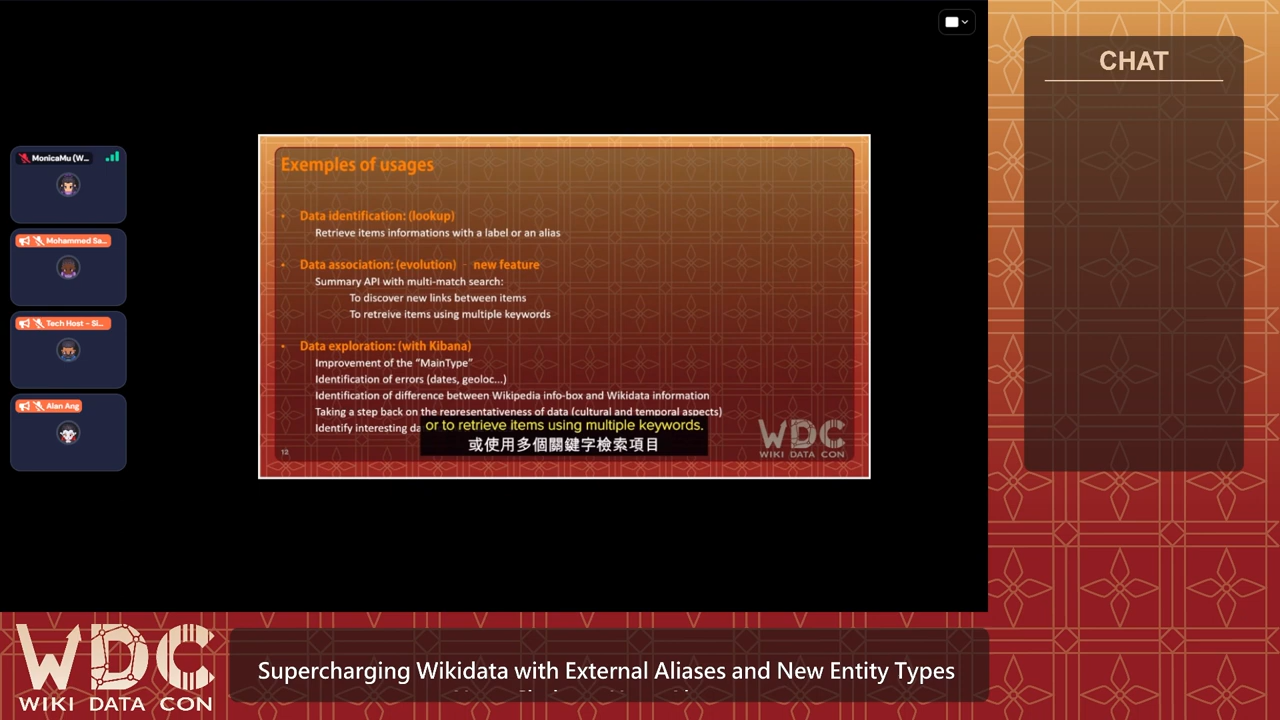 CHAT
MonicaMu (W...
Mohammed Sa...
Tech Host – Si...
Alan Ang
Exemples of usages
• Data identification: (lookup)
Retrieve items informations with a label or an alias
• Data association: (evolution) - new feature
Summary API with multi-match search:
To discover new links between items
To retreive items using multiple keywords
• Data exploration: (with Kibana)
Improvement of the “MainType”
Identification of errors (dates, geoloc...)
Identification of difference between Wikipedia info-box and Wikidata information
Taking a step back on the representativeness of data (cultural and temporal aspects)
Identify interesting da
or to retrieve items using multiple keywords.
或使用多個關鍵字檢索項目
12
WDC
WIKI DATA CON
WDC
WIKI DATA CON
Supercharging Wikidata with External Aliases and New Entity Types